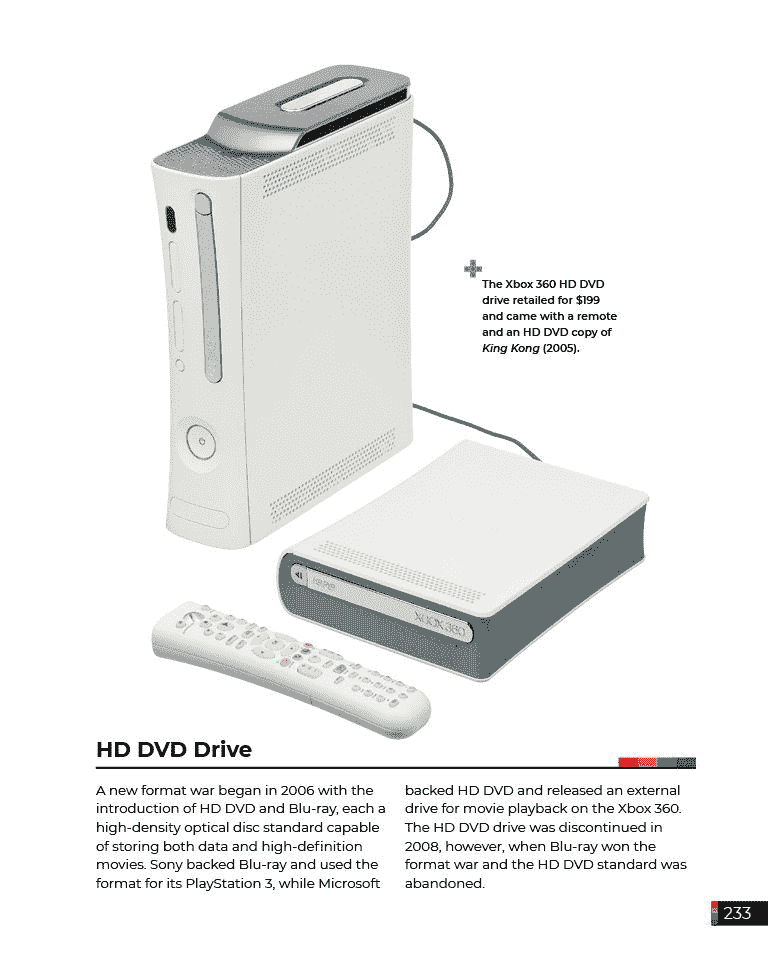 The Xbox 360 HD DVD
drive retailed for $199
and came with a remote
and an HD DVD copy of
King Kong (2005).
XBOX 360
HD DVD Drive
A new format war began in 2006 with the
introduction of HD DVD and Blu-ray, each a
high-density optical disc standard capable
of storing both data and high-definition
movies. Sony backed Blu-ray and used the
format for its PlayStation 3, while Microsoft
backed HD DVD and released an external
drive for movie playback on the Xbox 360.
The HD DVD drive was discontinued in
2008, however, when Blu-ray won the
format war and the HD DVD standard was
abandoned.
233